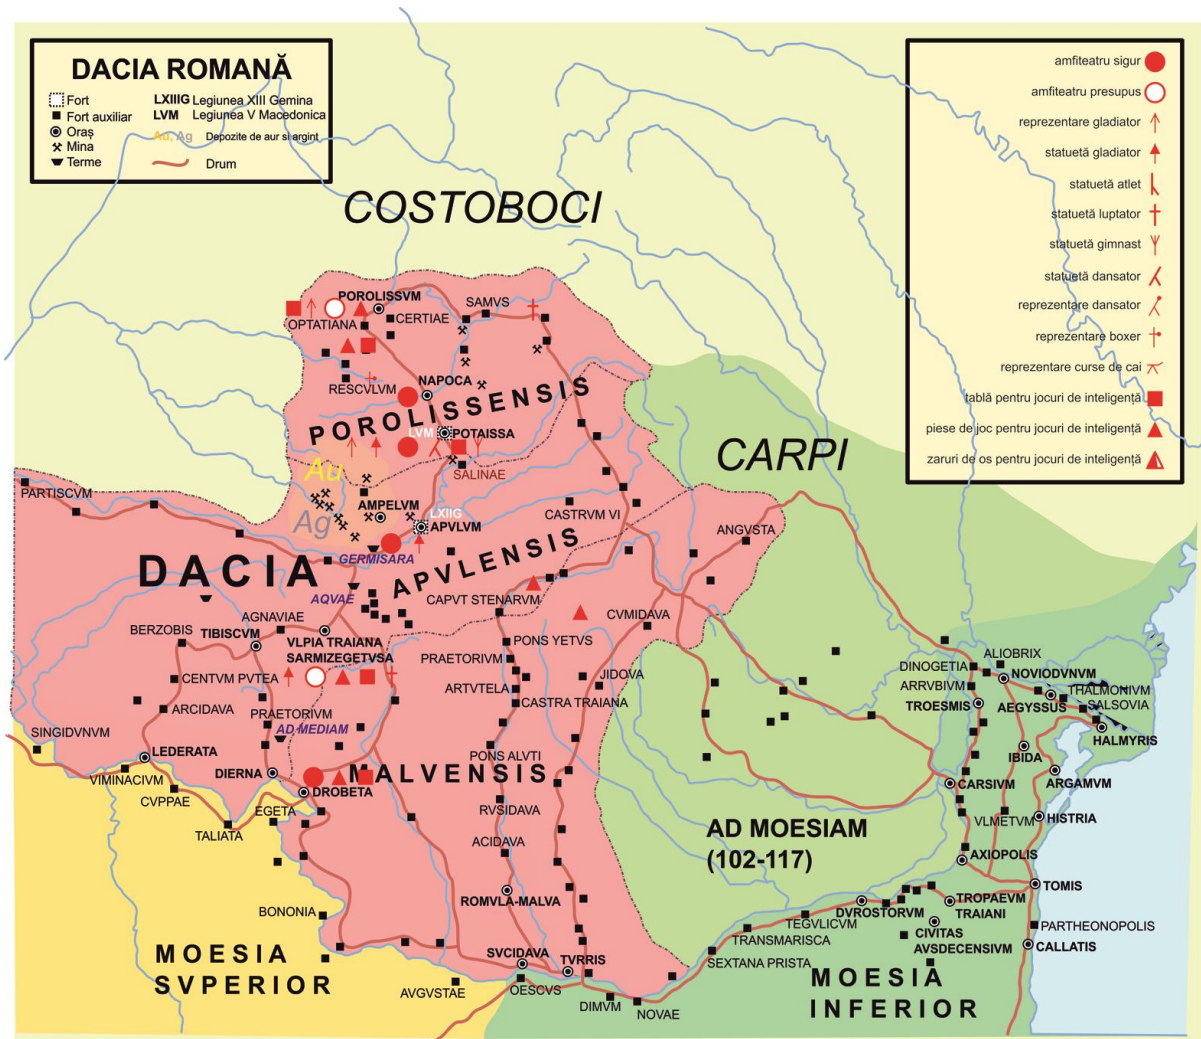 DACIA ROMANĂ
Fort
Fort auxiliar
Oraș
Mina
Terme
LXIIIG Legiunea XIII Gemina
LVM Legiunea V Macedonica
Au, Ag Depozite de aur si argint
Drum
amfiteatru sigur
amfiteatru presupus
reprezentare gladiator
statuetă gladiator
statuetă atlet
statuetă luptator
statuetă gimnast
statuetă dansator
reprezentare dansator
reprezentare boxer
reprezentare curse de cai
tablă pentru jocuri de inteligență
piese de joc pentru jocuri de inteligență
zaruri de os pentru jocuri de inteligență
COSTOBOCI
POROLISSVM
OPTATIANA
CERTIAE
SAMVS
RESCVLVM
NAPOCA
POROLISSENSIS
LVM
POTAISSA
SALINAE
CARPI
Au
Ag
PARTISCVM
AMPELVM
LXIIG
APVLVM
CASTRVM VI
ANGVSTA
GERMISARA
DACIA
APVLENSIS
AQVAE
CAPVT STENARVM
CVMIDAVA
AGNAVIAE
BERZOBIS
TIBISCVM
VLPIA TRAIANA
SARMIZEGETVSA
PONS YETVS
PRAETORIVM
ARTVTELA
JIDOVA
CASTRA TRAIANA
CENTVM PVTEA
ARCIDAVA
PRAETORIVM
AD MEDIAM
DINOGETIA
ALIOBRIX
NOVIODVNVM
ARRVBIVM
THALMONIVM
TROESMIS
AEGYSSUS
SALSOVIA
HALMYRIS
SINGIDVNVM
LEDERATA
VIMINACIVM
CVPPAE
DIERNA
DROBETA
MALVENSIS
PONS ALVTI
IBIDA
CARSIVM
ARGAMVM
TALIATA
EGETA
RVSIDAVA
VLMETVM
HISTRIA
AD MOESIAM
(102-117)
ACIDAVA
AXIOPOLIS
ROMVLA-MALVA
TOMIS
BONONIA
DVROSTORVM
TROPAEVM
TRAIANI
TEGVLICVM
CIVITAS
AVSDECENSIVM
PARTHEONOPOLIS
TRANSMARISCA
CALLATIS
MOESIA
SVPERIOR
SVCIDAVA
TVRRIS
SEXTANA PRISTA
AVGVSTAE
OESCVS
DIMVM
NOVAE
MOESIA
INFERIOR